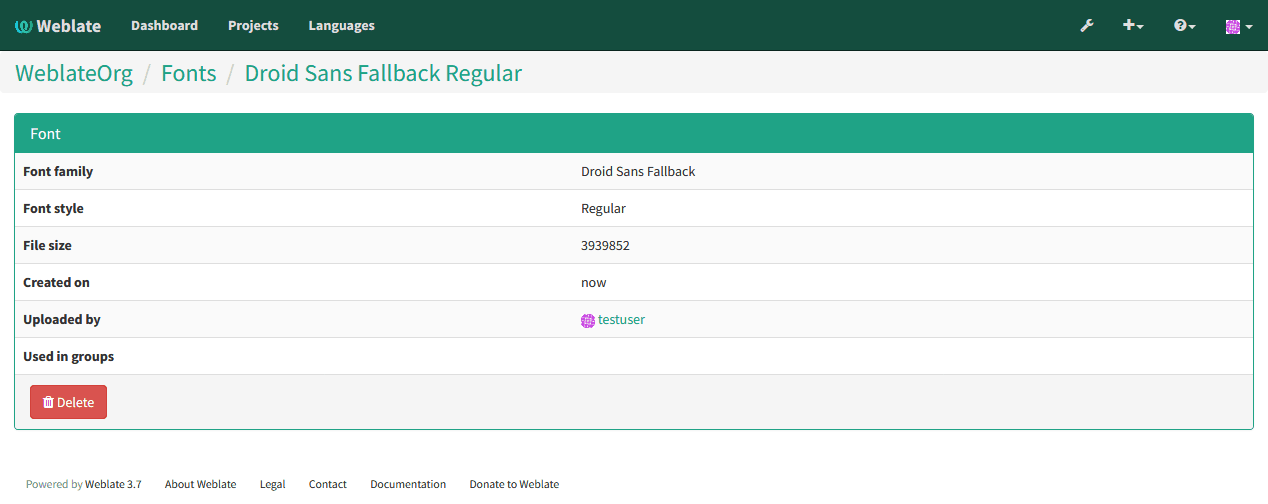 Weblate Dashboard Projects Languages
WeblateOrg / Fonts / Droid Sans Fallback Regular
Font
Font family Droid Sans Fallback
Font style Regular
File size 3939852
Created on now
Uploaded by testuser
Used in groups
Delete
Powered by Weblate 3.7 About Weblate Legal Contact Documentation Donate to Weblate